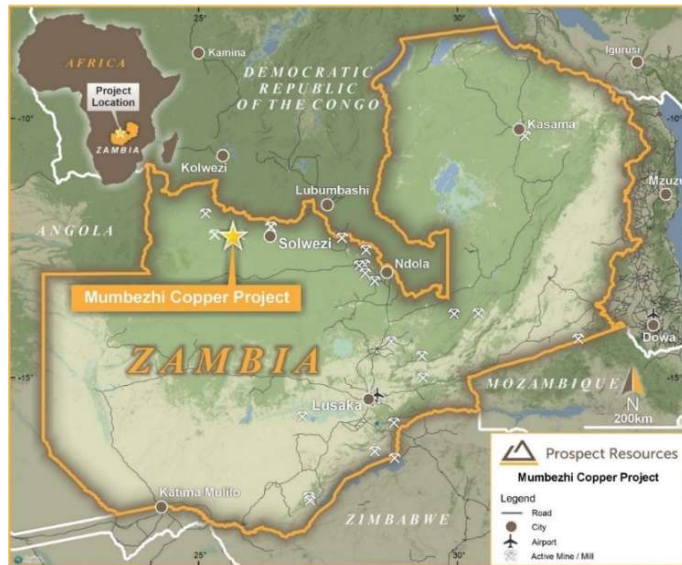 25
30
AFRICA
Project
Location
ZAMBIA
Kamina
DEMOCRATIC
REPUBLIC
OF THE CONGO
Igurusi
-10
-10
Kasama
Kolwezi
Mzuzu
Lubumbashi
ANGOLA
Solwezi
Ndola
Mumbezhi Copper Project
ZAMBIA
Dowa
-15
-15
MOZAMBIQUE
N
200km
Lusaka
Katima Mulilo
ZIMBABWE
25
30
Prospect Resources
Mumbezhi Copper Project
Legend
Road
City
Airport
Active Mine / Mill